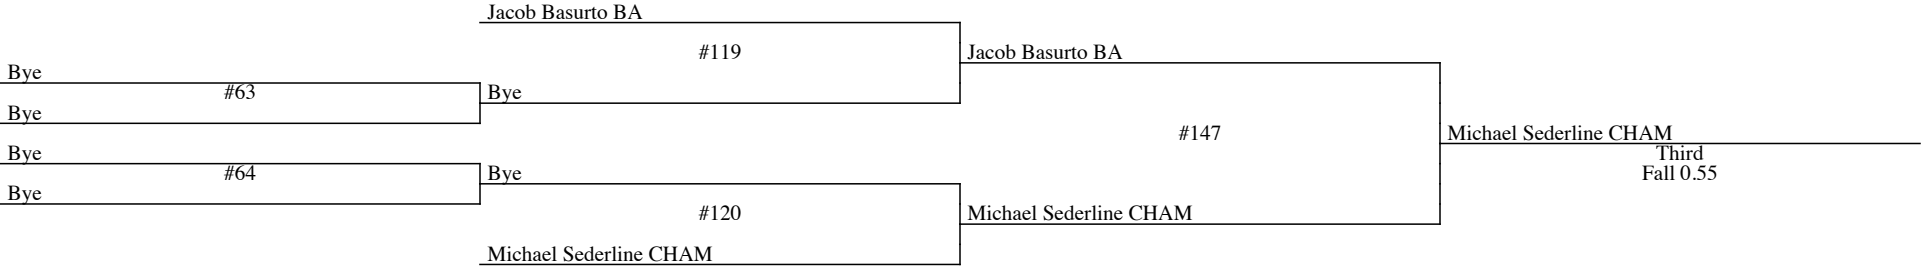 Jacob Basurto BA
#119
Jacob Basurto BA
Bye
#63
Bye
Bye
#147
Michael Sederline CHAM
Third
Fall 0.55
Bye
#64
Bye
Bye
#120
Michael Sederline CHAM
Michael Sederline CHAM